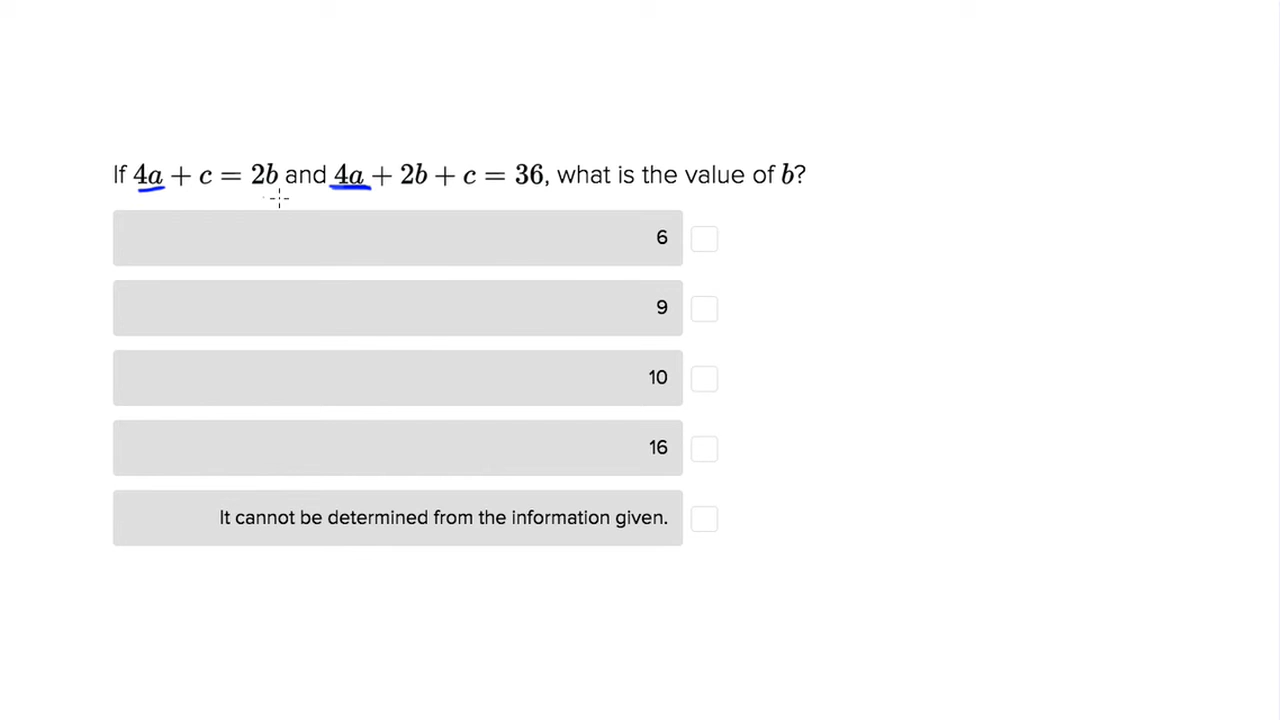 If 4a + c = 2b and 4a + 2b + c = 36, what is the value of b?
6
9
10
16
It cannot be determined from the information given.